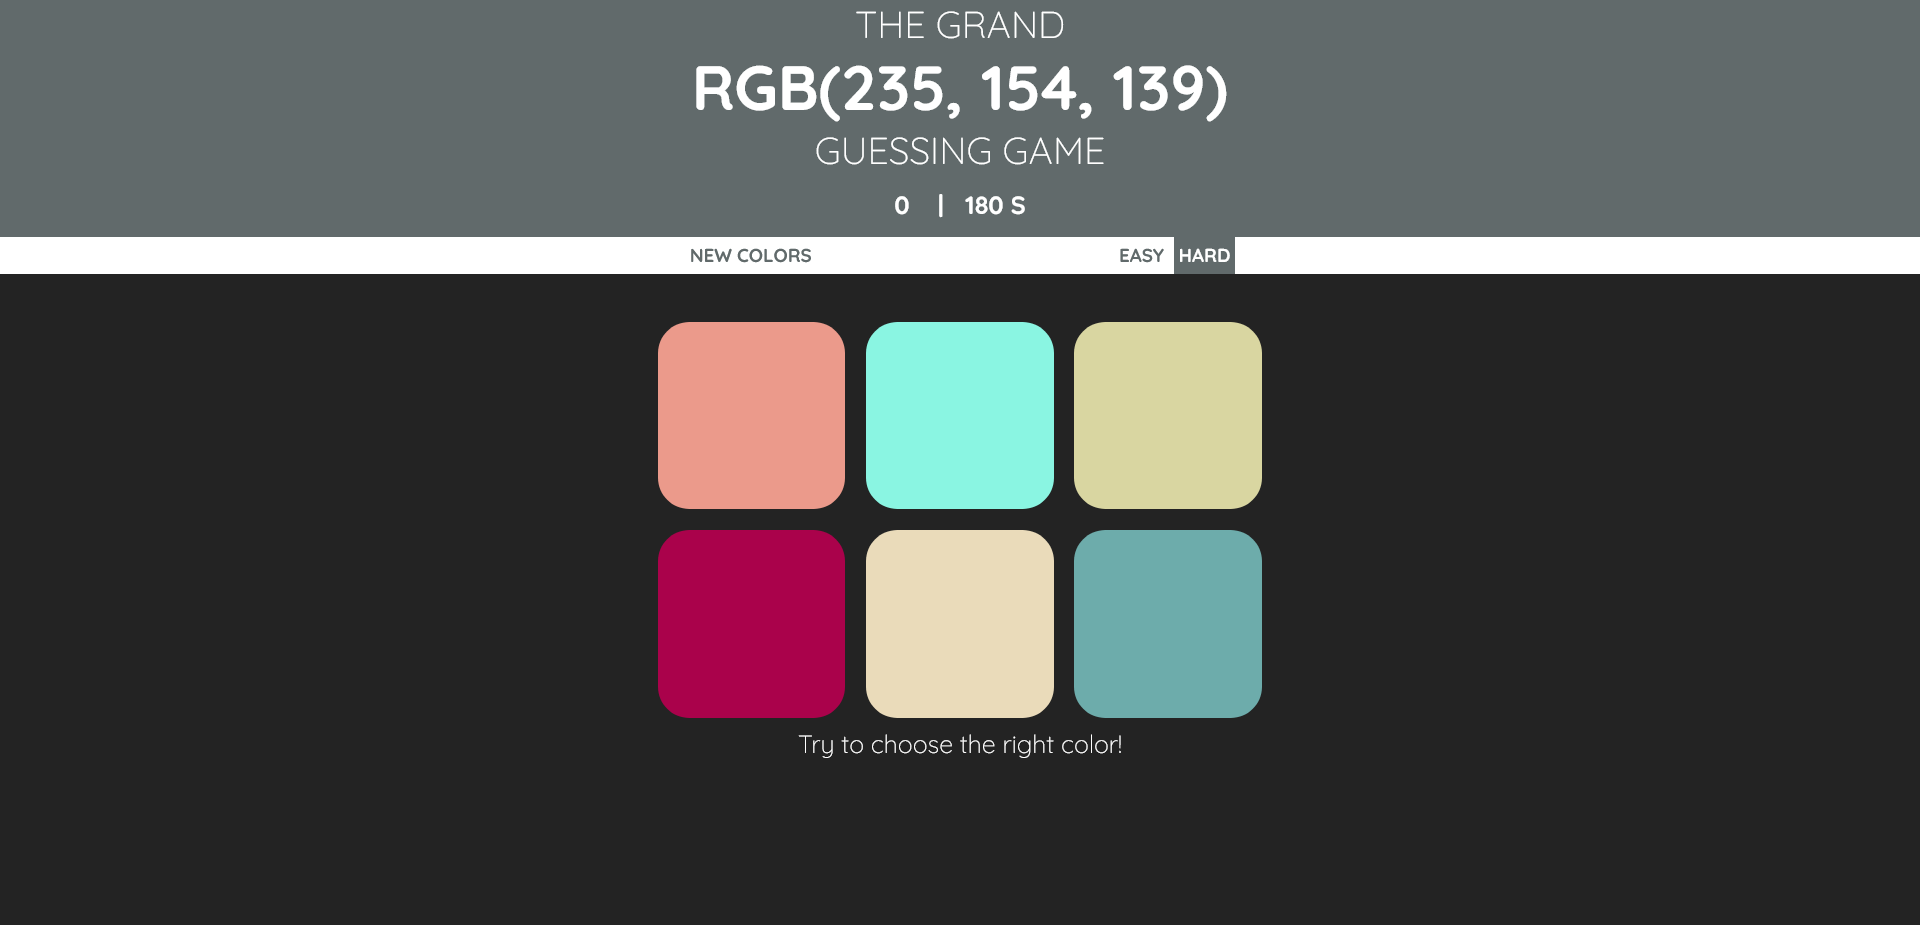 THE GRAND
RGB(235, 154, 139)
GUESSING GAME
0 | 180 S
NEW COLORS EASY HARD
Try to choose the right color!